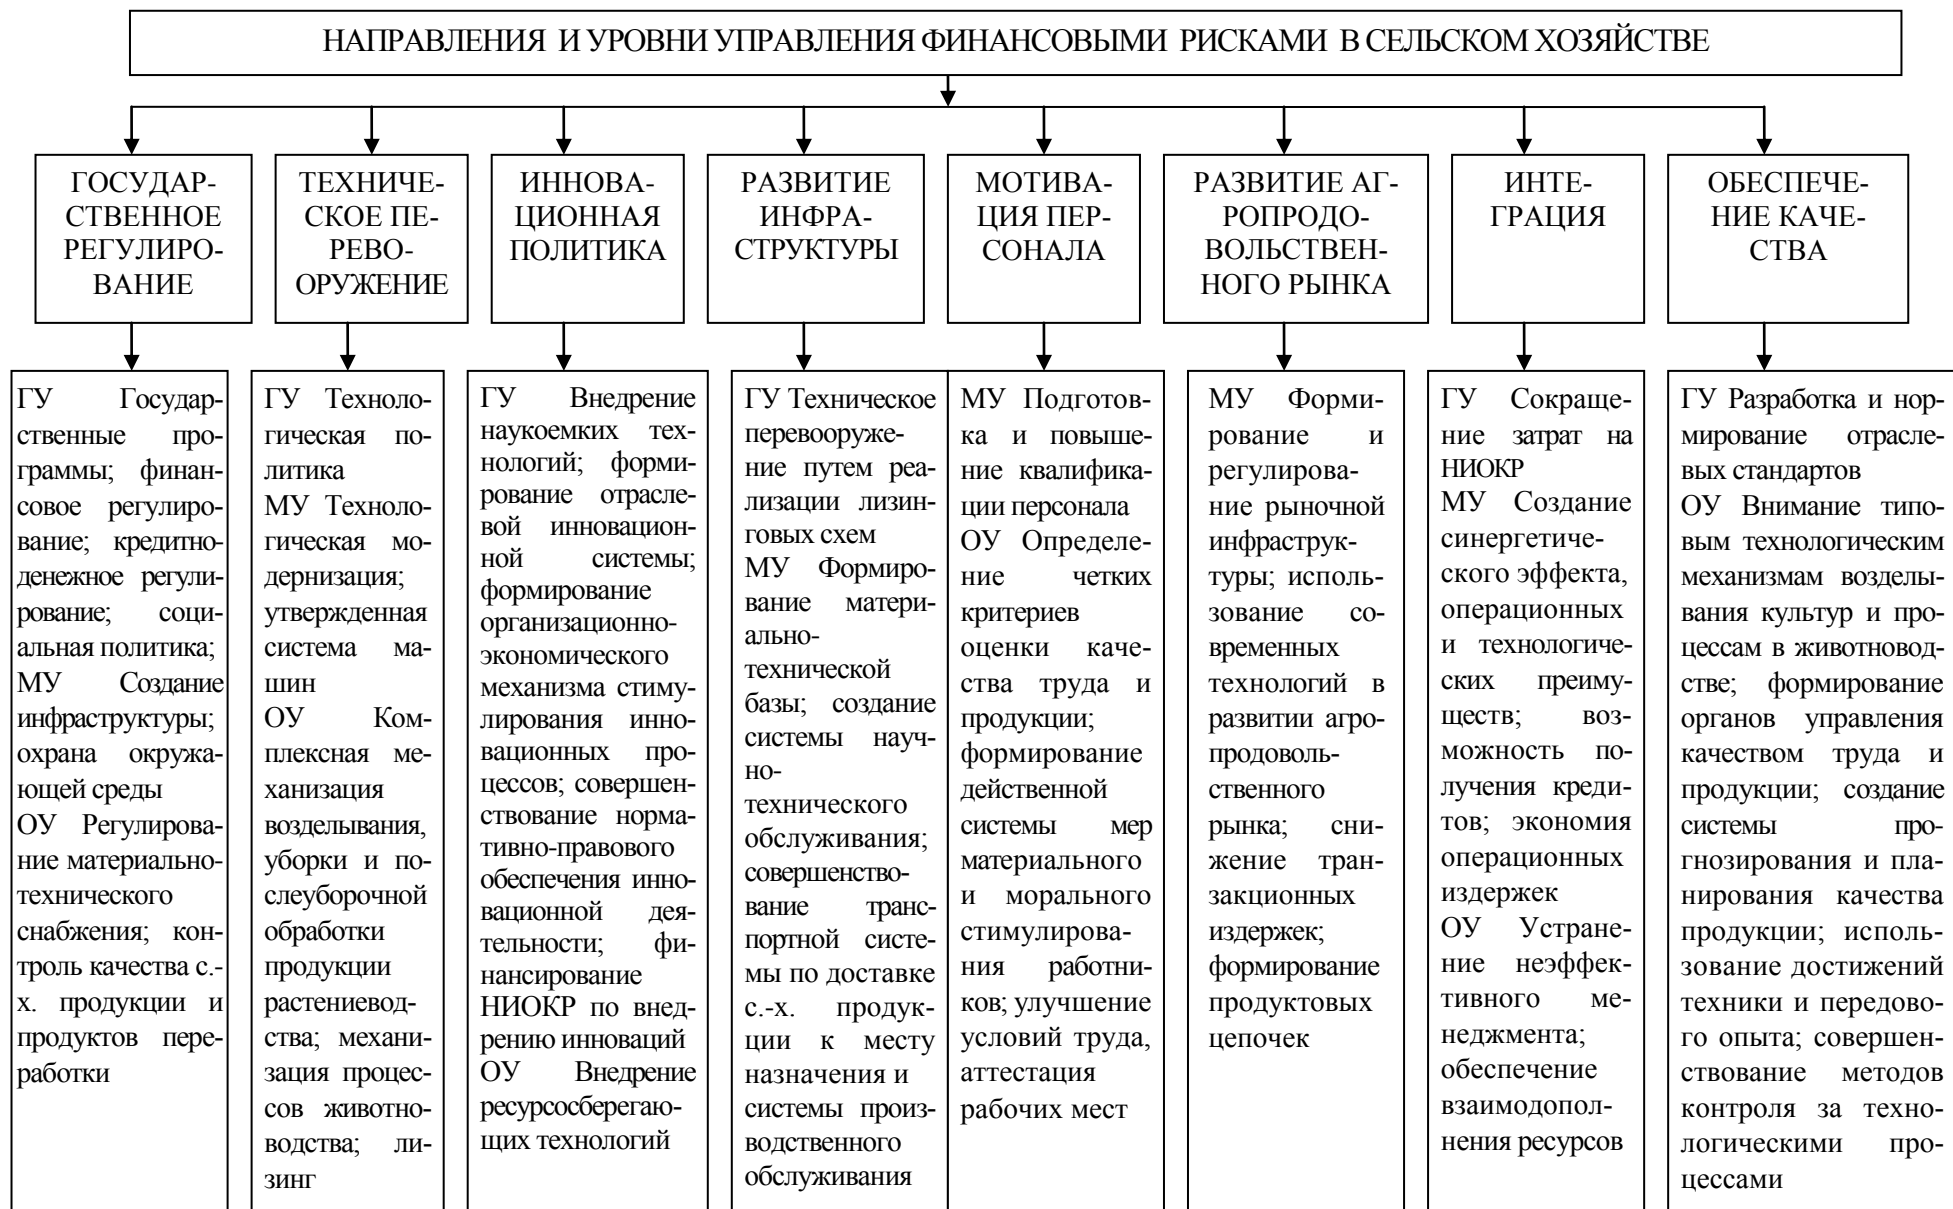 НАПРАВЛЕНИЯ И УРОВНИ УПРАВЛЕНИЯ ФИНАНСОВЫМИ РИСКАМИ В СЕЛЬСКОМ ХОЗЯЙСТВЕ
ГОСУДАР-
СТВЕННОЕ
РЕГУЛИРО-
ВАНИЕ
ТЕХНИЧЕ-
СКОЕ ПЕ-
РЕВО-
ОРУЖЕНИЕ
ИННОВА-
ЦИОННАЯ
ПОЛИТИКА
РАЗВИТИЕ
ИНФРА-
СТРУКТУРЫ
МОТИВА-
ЦИЯ ПЕР-
СОНАЛА
РАЗВИТИЕ АГ-
РОПРОДО-
ВОЛЬСТВЕН-
НОГО РЫНКА
ИНТЕ-
ГРАЦИЯ
ОБЕСПЕЧЕ-
НИЕ КАЧЕ-
СТВА
ГУ Государ-
ственные про-
граммы; финан-
совое регулиро-
вание; кредитно-
денежное регули-
рование; соци-
альная политика;
МУ Создание
инфраструктуры;
охрана окружа-
ющей среды
ОУ Регулирова-
ние материально-
технического
снабжения; кон-
троль качества с.-
х. продукции и
продуктов пере-
работки
ГУ Техноло-
гическая по-
литика
МУ Техноло-
гическая мо-
дернизация;
утвержденная
система ма-
шин
ОУ Ком-
плексная ме-
ханизация
возделывания,
уборки и по-
слеуборочной
обработки
продукции
растениевод-
ства; механи-
зация процес-
сов животно-
водства; ли-
зинг
ГУ Внедрение
наукоемких тех-
нологий; форми-
рование отрасле-
вой инновацион-
ной системы;
формирование
организационно-
экономического
механизма стиму-
лирования инно-
вационных про-
цессов; совершен-
ствование норма-
тивно-правового
обеспечения инно-
вационной дея-
тельности; фи-
нансирование
НИОКР по внед-
рению инноваций
ОУ Внедрение
ресурсосберегаю-
щих технологий
ГУ Техническое
перевооруже-
ние путем реа-
лизации лизин-
говых схем
МУ Формиро-
вание матери-
ально-
технической
базы; создание
системы науч-
но-
технического
обслуживания;
совершенство-
вание транс-
портной систе-
мы по доставке
с.-х. продук-
ции к месту
назначения и
системы произ-
водственного
обслуживания
МУ Подготов-
ка и повыше-
ние квалифика-
ции персонала
ОУ Определе-
ние четких
критериев
оценки каче-
ства труда и
продукции;
формирование
действенной
системы мер
материального
и морального
стимулирова-
ния работни-
ков; улучшение
условий труда,
аттестация
рабочих мест
МУ Форми-
рование и
регулирова-
ние рыночной
инфраструк-
туры; исполь-
зование со-
временных
технологий в
развитии агро-
продоволь-
ственного
рынка; сни-
жение тран-
закционных
издержек;
формирование
продуктовых
цепочек
ГУ Сокраще-
ние затрат на
НИОКР
МУ Создание
синергетиче-
ского эффекта,
операционных
и технологиче-
ских преиму-
ществ; воз-
можность по-
лучения креди-
тов; экономия
операционных
издержек
ОУ Устране-
ние неэффек-
тивного ме-
неджмента;
обеспечение
взаимодопол-
нения ресурсов
ГУ Разработка и нор-
мирование отрасле-
вых стандартов
ОУ Внимание типо-
вым технологическим
механизмам возделы-
вания культур и про-
цессам в животновод-
стве; формирование
органов управления
качеством труда и
продукции; создание
системы про-
гнозирования и пла-
нирования качества
продукции; исполь-
зование достижений
техники и передово-
го опыта; совершен-
ствование методов
контроля за техно-
логическими про-
цессами